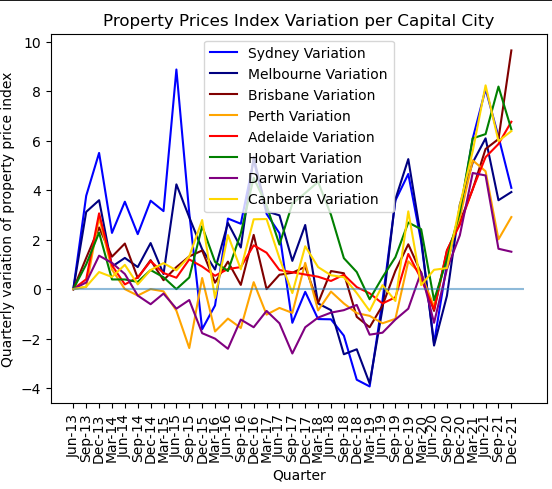 Property Prices Index Variation per Capital City
Quarterly variation of property price index
10
8
6
4
2
0
−2
−4
Sydney Variation
Melbourne Variation
Brisbane Variation
Perth Variation
Adelaide Variation
Hobart Variation
Darwin Variation
Canberra Variation
Jun-13
Sep-13
Dec-13
Mar-14
Jun-14
Sep-14
Dec-14
Mar-15
Jun-15
Sep-15
Dec-15
Mar-16
Jun-16
Sep-16
Dec-16
Mar-17
Jun-17
Sep-17
Dec-17
Mar-18
Jun-18
Sep-18
Dec-18
Mar-19
Jun-19
Sep-19
Dec-19
Mar-20
Jun-20
Sep-20
Dec-20
Mar-21
Jun-21
Sep-21
Dec-21
Quarter